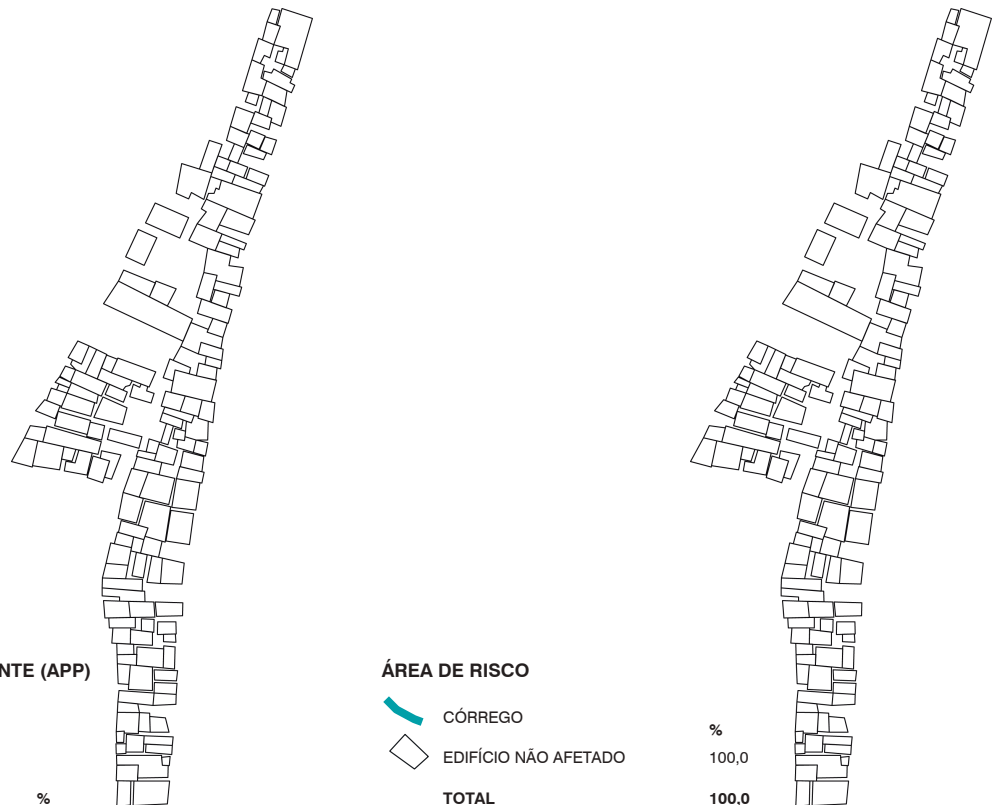 NTE (APP)
%
ÁREA DE RISCO
CÓRREGO
%
EDIFÍCIO NÃO AFETADO 100,0
TOTAL 100,0